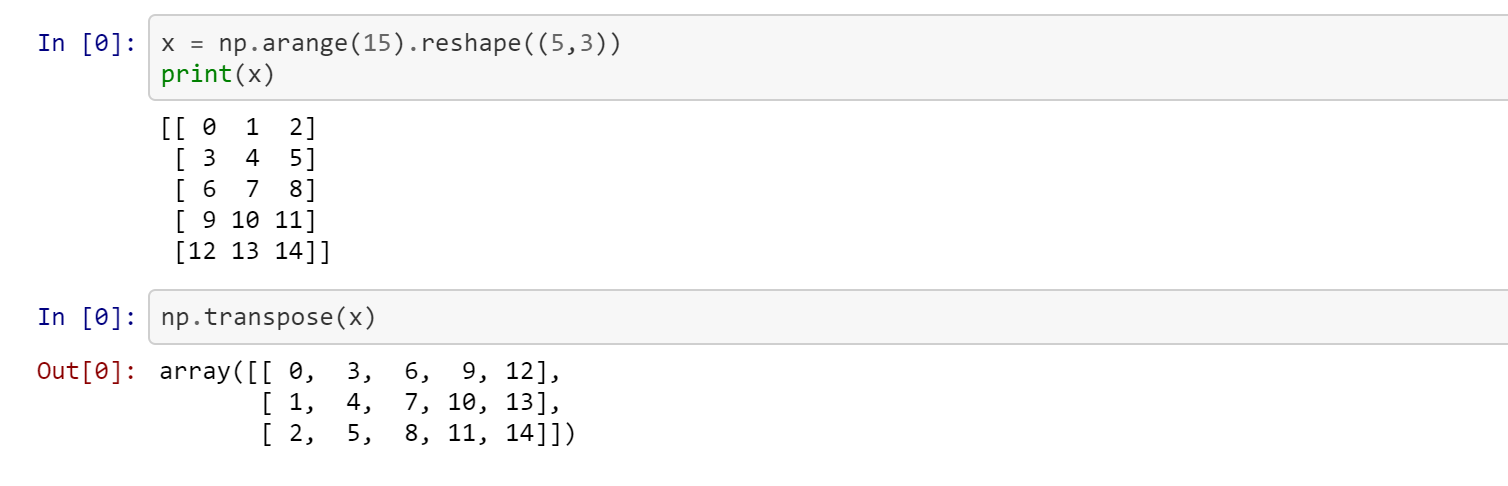 In [0]: x = np.arange(15).reshape((5,3))
print(x)
[[ 0  1  2]
 [ 3  4  5]
 [ 6  7  8]
 [ 9 10 11]
 [12 13 14]]
In [0]: np.transpose(x)
Out[0]: array([[ 0,  3,  6,  9, 12],
       [ 1,  4,  7, 10, 13],
       [ 2,  5,  8, 11, 14]])